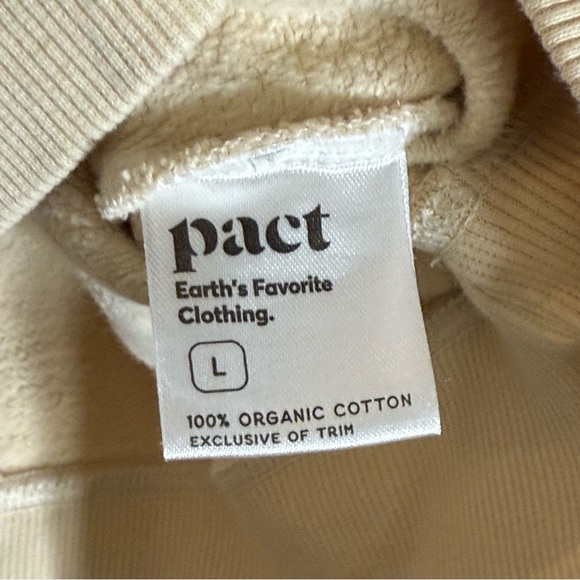 pact
Earth's Favorite
Clothing.
L
100% ORGANIC COTTON
EXCLUSIVE OF TRIM